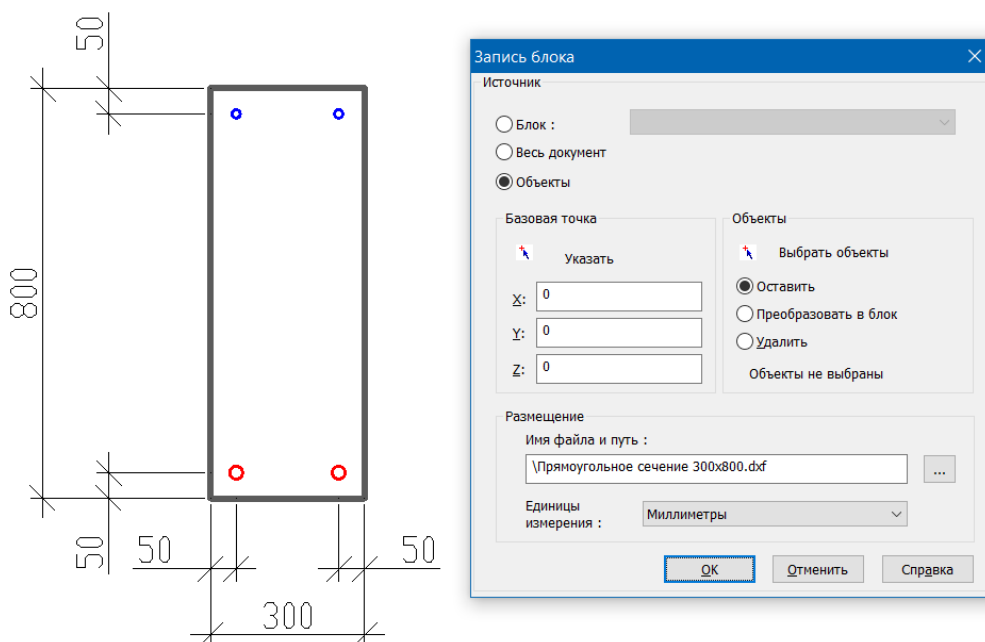 50
800
50
50
50
300
Запись блока
Источник
Блок :
Весь документ
Объекты
Базовая точка
Указать
X: 0
Y: 0
Z: 0
Объекты
Выбрать объекты
Оставить
Преобразовать в блок
Удалить
Объекты не выбраны
Размещение
Имя файла и путь :
\Прямоугольное сечение 300x800.dxf
...
Единицы
измерения :
Миллиметры
OK
Отменить
Справка